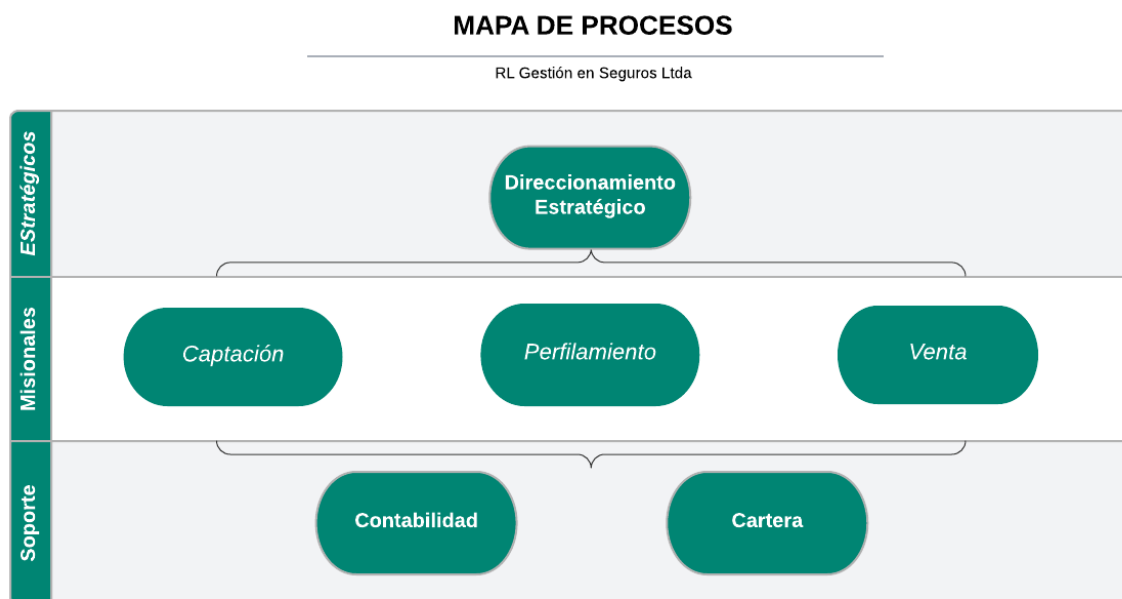 MAPA DE PROCESOS
RL Gestión en Seguros Ltda
EStratégicos
Direccionamiento
Estratégico
Misionales
Captación
Perfilamiento
Venta
Soporte
Contabilidad
Cartera